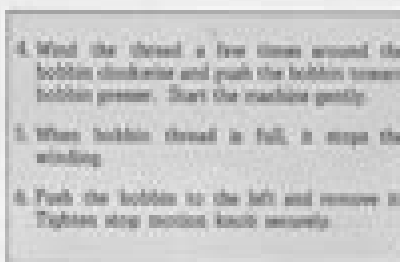 4. Wind the thread a few times around the
bobbin clockwise and push the bobbin
bobbin presser. Start the machine gently.
5. When bobbin thread is full, it stops the
winding
6. Push the bobbin to the left and remove it
Tighten stop motion knob securely